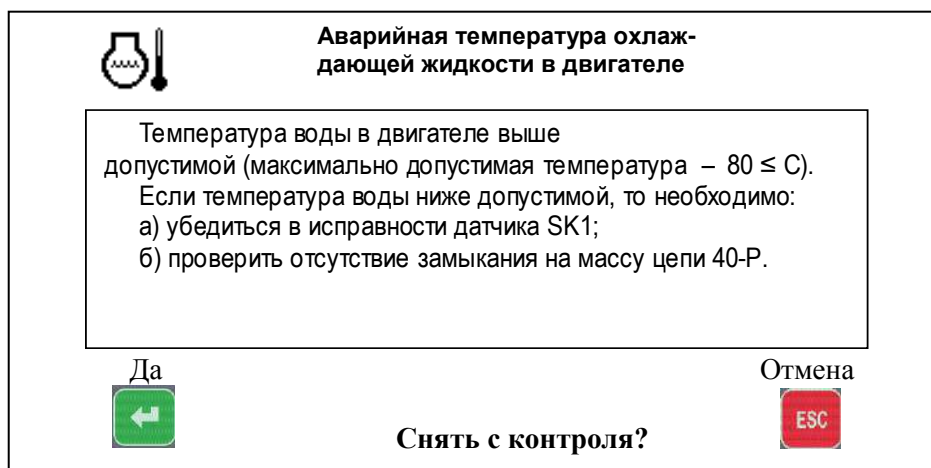 Аварийная температура охлаж-
дающей жидкости в двигателе
Температура воды в двигателе выше
допустимой (максимально допустимая температура – 80 ≤ С).
Если температура воды ниже допустимой, то необходимо:
а) убедиться в исправности датчика SK1;
б) проверить отсутствие замыкания на массу цепи 40-Р.
Да
Отмена
ESC
Снять с контроля?